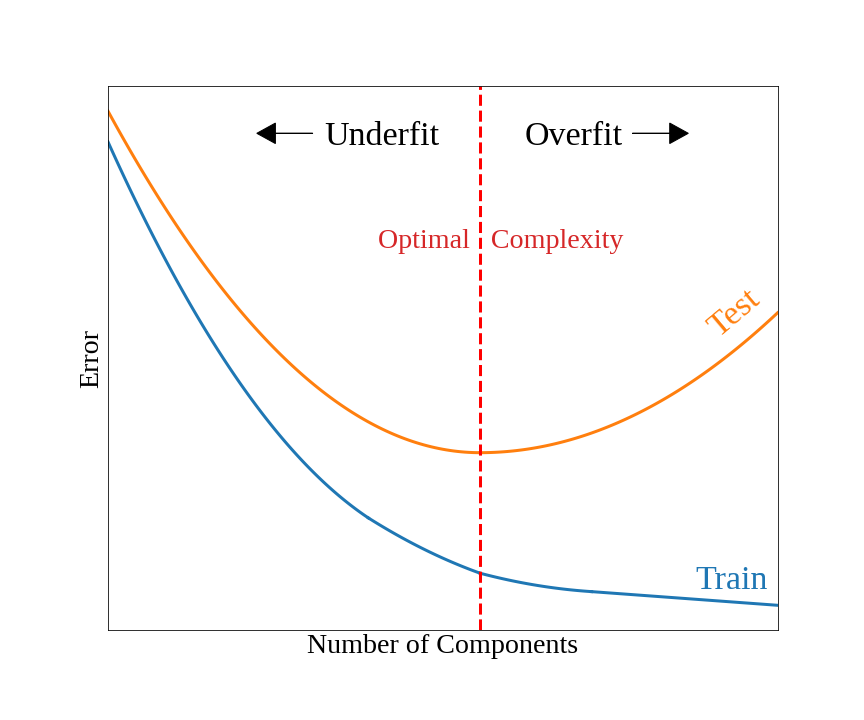 Underfit
Overfit
Optimal Complexity
Test
Error
Train
Number of Components